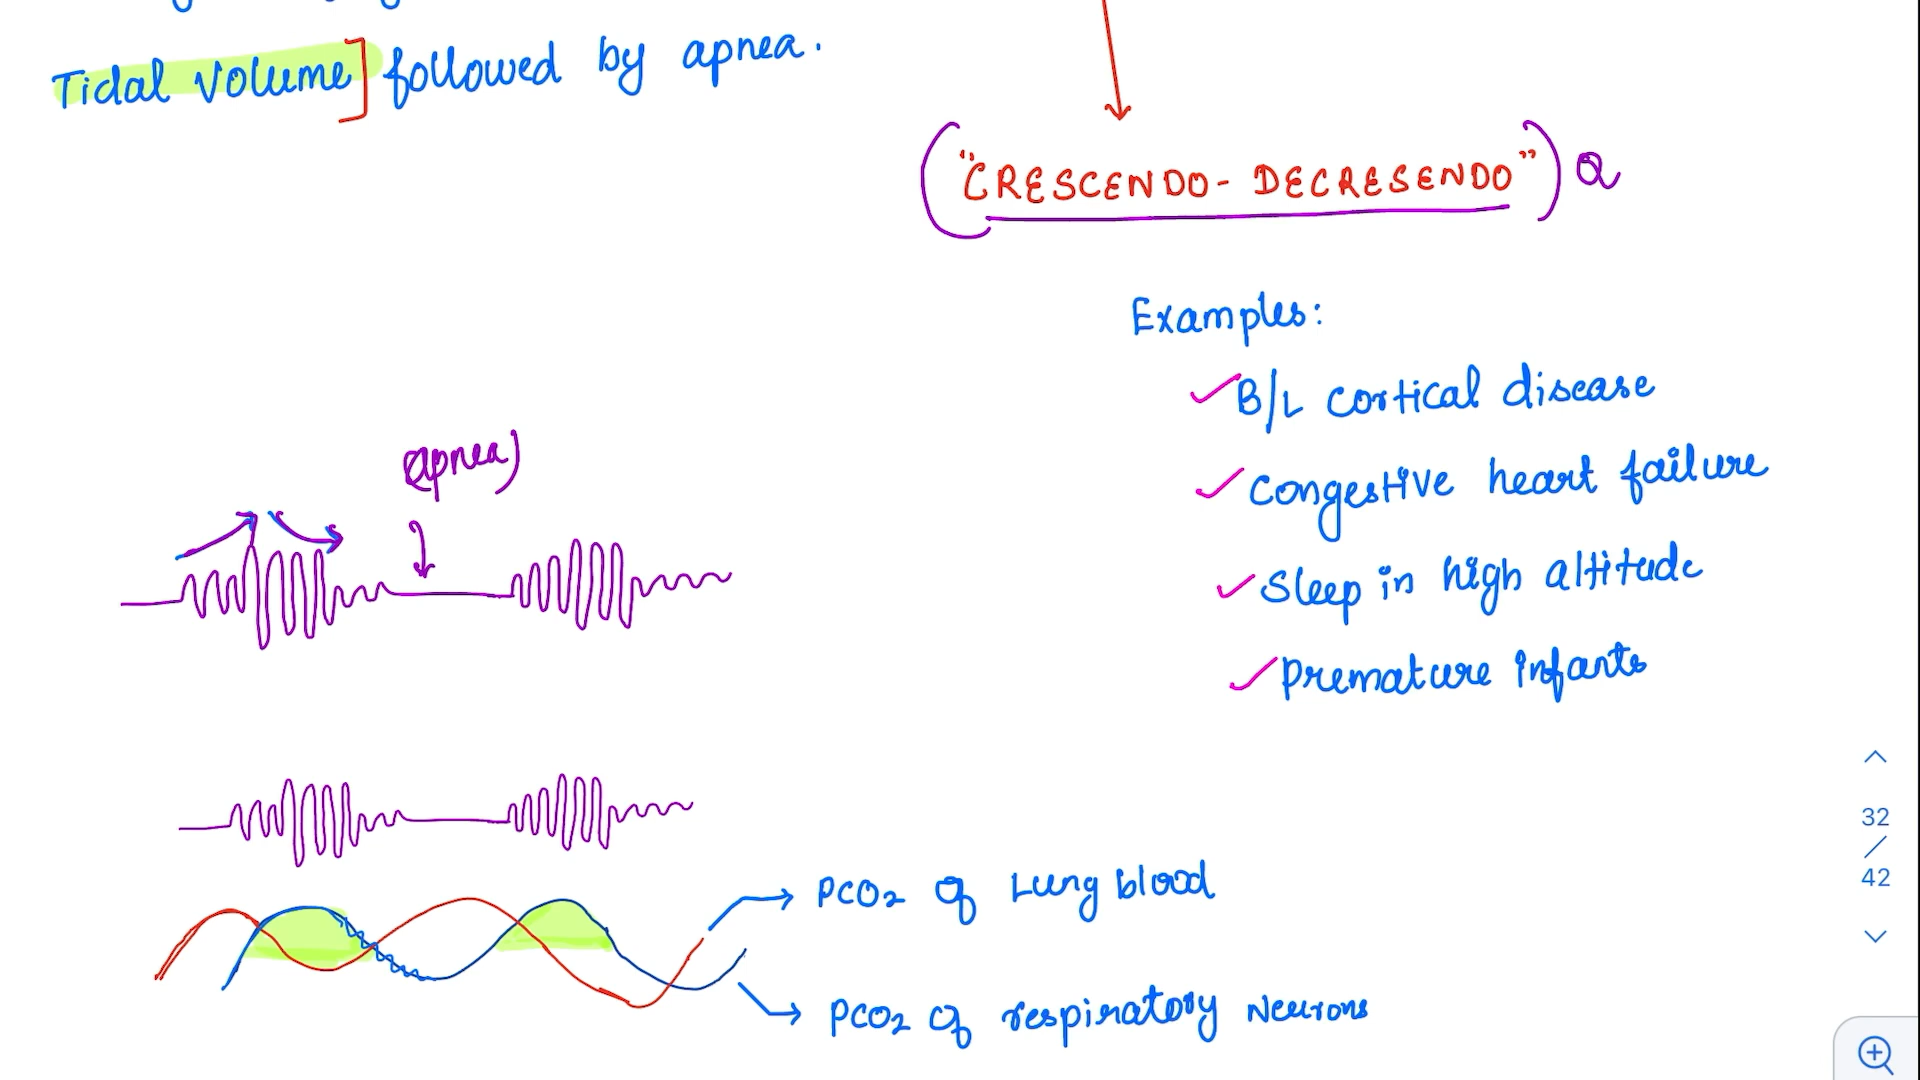 Tidal Volume] followed by apnea.
("CRESCENDO - DECRESENDO") Q
Examples:
B/L cortical disease
Congestive heart failure
Sleep in high altitude
Premature infants
(apnea)
32
/
42
PCO2 of Lung blood
PCO2 of respiratory Neurons